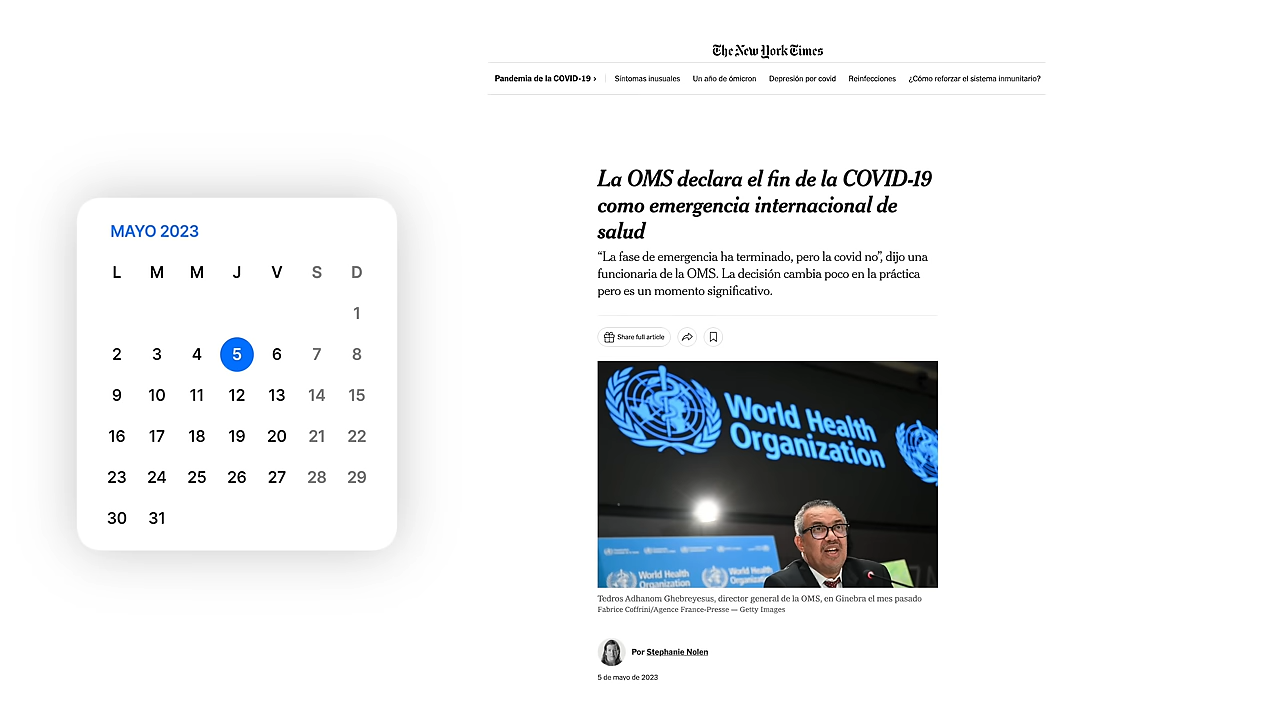 MAYO 2023
L M M J V S D
1
2 3 4 5 6 7 8
9 10 11 12 13 14 15
16 17 18 19 20 21 22
23 24 25 26 27 28 29
30 31
The New York Times
Pandemia de la COVID-19 › Síntomas inusuales Un año de ómicron Depresión por covid Reinfecciones ¿Cómo reforzar el sistema inmunitario?
La OMS declara el fin de la COVID-19
como emergencia internacional de
salud
“La fase de emergencia ha terminado, pero la covid no”, dijo una
funcionaria de la OMS. La decisión cambia poco en la práctica
pero es un momento significativo.
Share full article
World Health
Organization
World Health
Organization
World Health
Organization
Tedros Adhanom Ghebreyesus, director general de la OMS, en Ginebra el mes pasado
Fabrice Coffrini/Agence France-Presse — Getty Images
Por Stephanie Nolen
5 de mayo de 2023